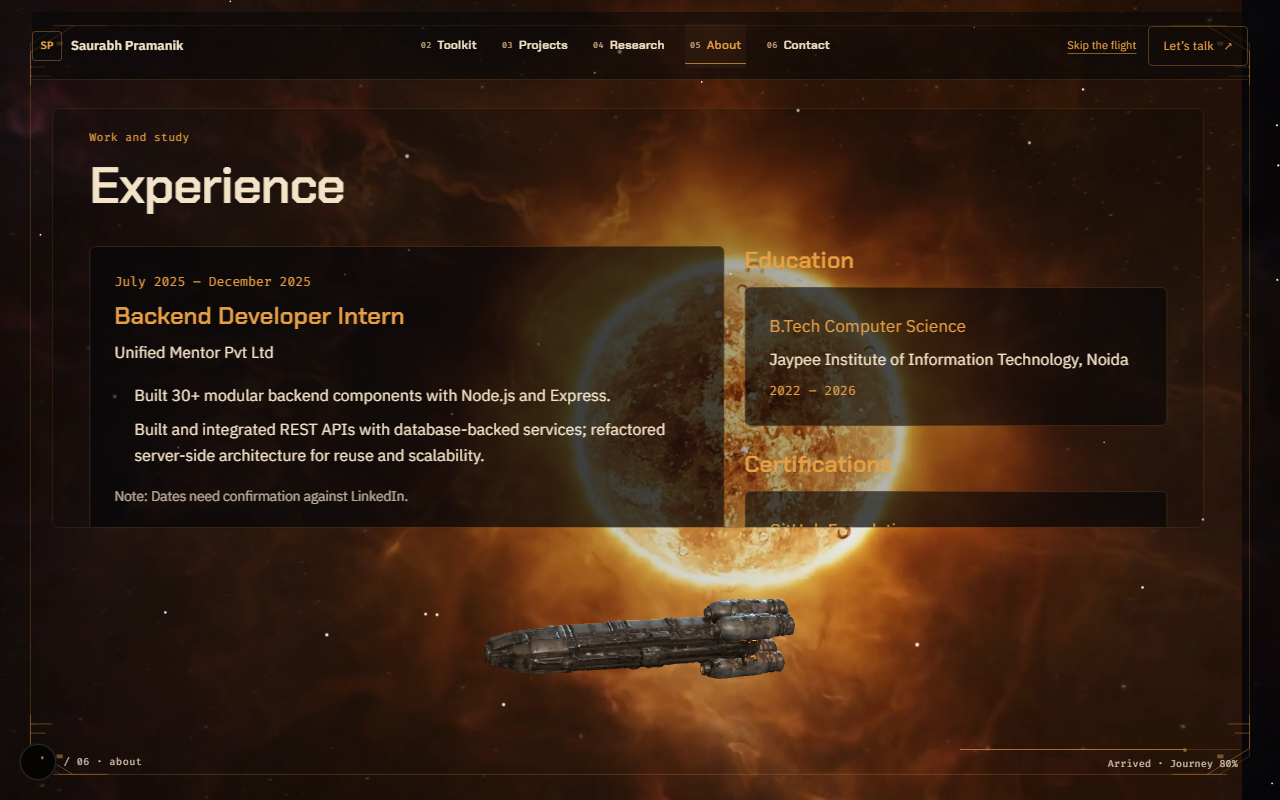 SP Saurabh Pramanik
02 Toolkit
03 Projects
04 Research
05 About
06 Contact
Skip the flight
Let's talk ↗
Work and study
Experience
July 2025 – December 2025
Backend Developer Intern
Unified Mentor Pvt Ltd
Built 30+ modular backend components with Node.js and Express.
Built and integrated REST APIs with database-backed services; refactored
server-side architecture for reuse and scalability.
Note: Dates need confirmation against LinkedIn.
Education
B.Tech Computer Science
Jaypee Institute of Information Technology, Noida
2022 – 2026
Certifications
/ 06 · about
Arrived · Journey 80%